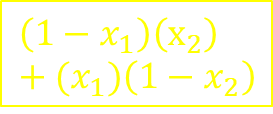 (1 − x₁)(x₂)
+ (x₁)(1 − x₂)